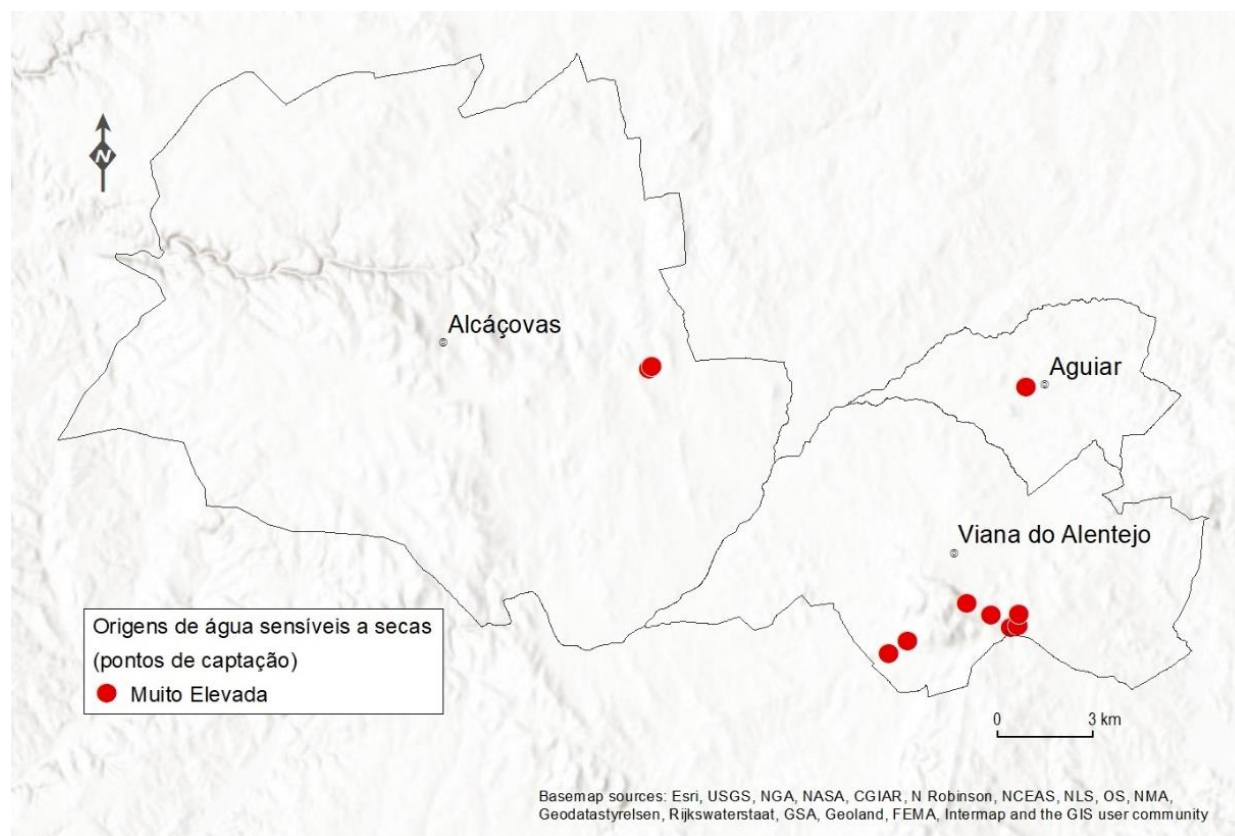 N
Alcáçovas
Aguiar
Viana do Alentejo
Origens de água sensíveis a secas
(pontos de captação)
Muito Elevada
0 3 km
Basemap sources: Esri, USGS, NGA, NASA, CGIAR, N Robinson, NCEAS, NLS, OS, NMA,
Geodatastyrelsen, Rijkswaterstaat, GSA, Geoland, FEMA, Intermap and the GIS user community